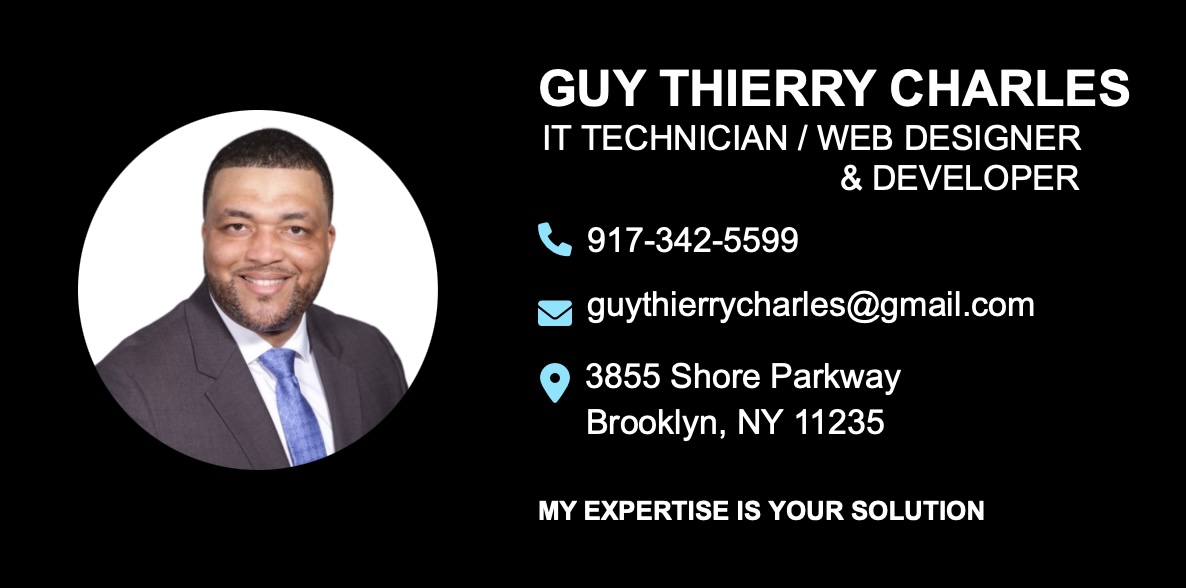 GUY THIERRY CHARLES
IT TECHNICIAN / WEB DESIGNER
& DEVELOPER
917-342-5599
guythierrycharles@gmail.com
3855 Shore Parkway
Brooklyn, NY 11235
MY EXPERTISE IS YOUR SOLUTION